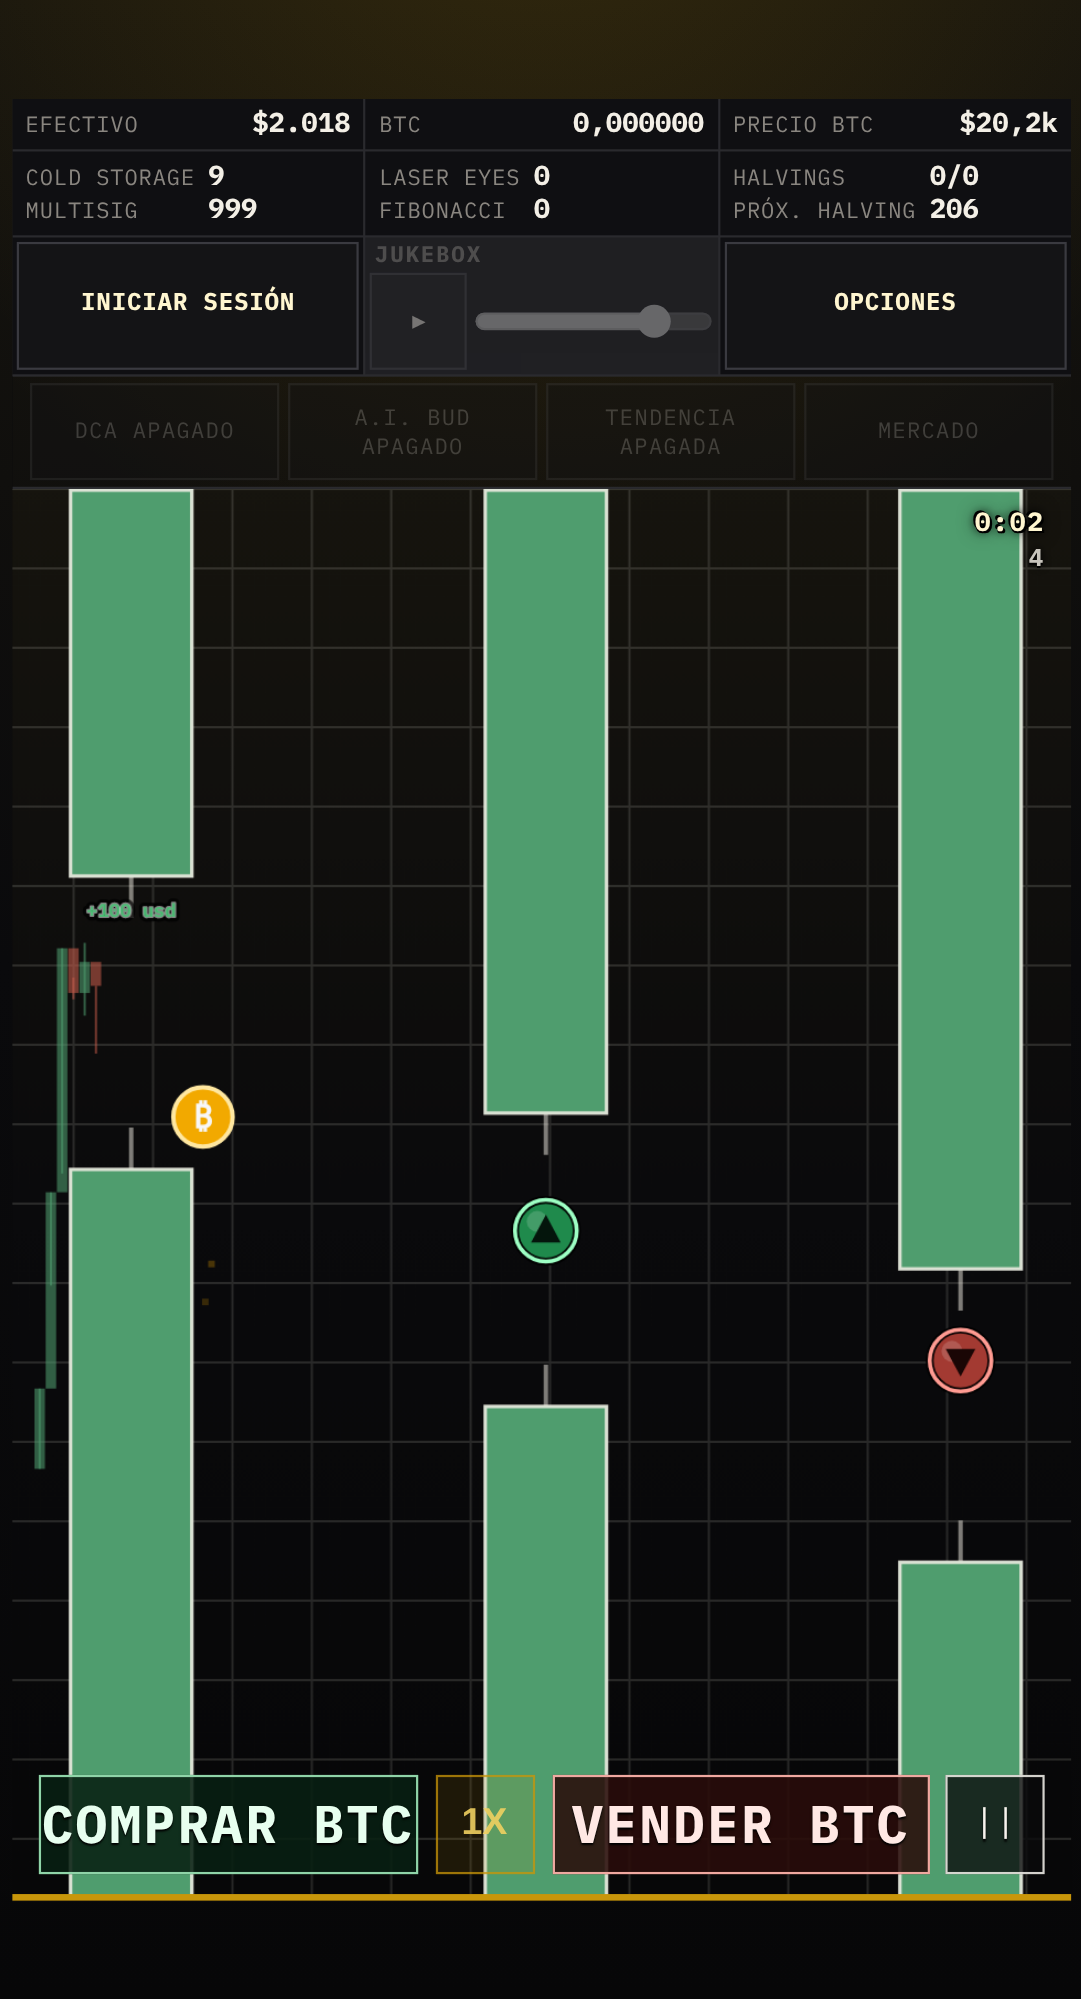 EFECTIVO $2.018
BTC 0,000000
PRECIO BTC $20,2k
COLD STORAGE 9
MULTISIG 999
LASER EYES 0
FIBONACCI 0
HALVINGS 0/0
PRÓX. HALVING 206
INICIAR SESIÓN
JUKEBOX
OPCIONES
DCA APAGADO
A.I. BUD
APAGADO
TENDENCIA
APAGADA
MERCADO
0:02
4
+100 usd
₿
COMPRAR BTC
1X
VENDER BTC